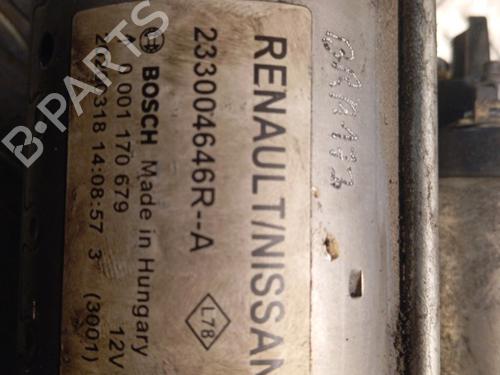 RENAULT/NISSAN
233004646R--A
L78
BOSCH Made in Hungary
001 170 679 12V
318 14:08:57 3 (3001)
B-PARTS